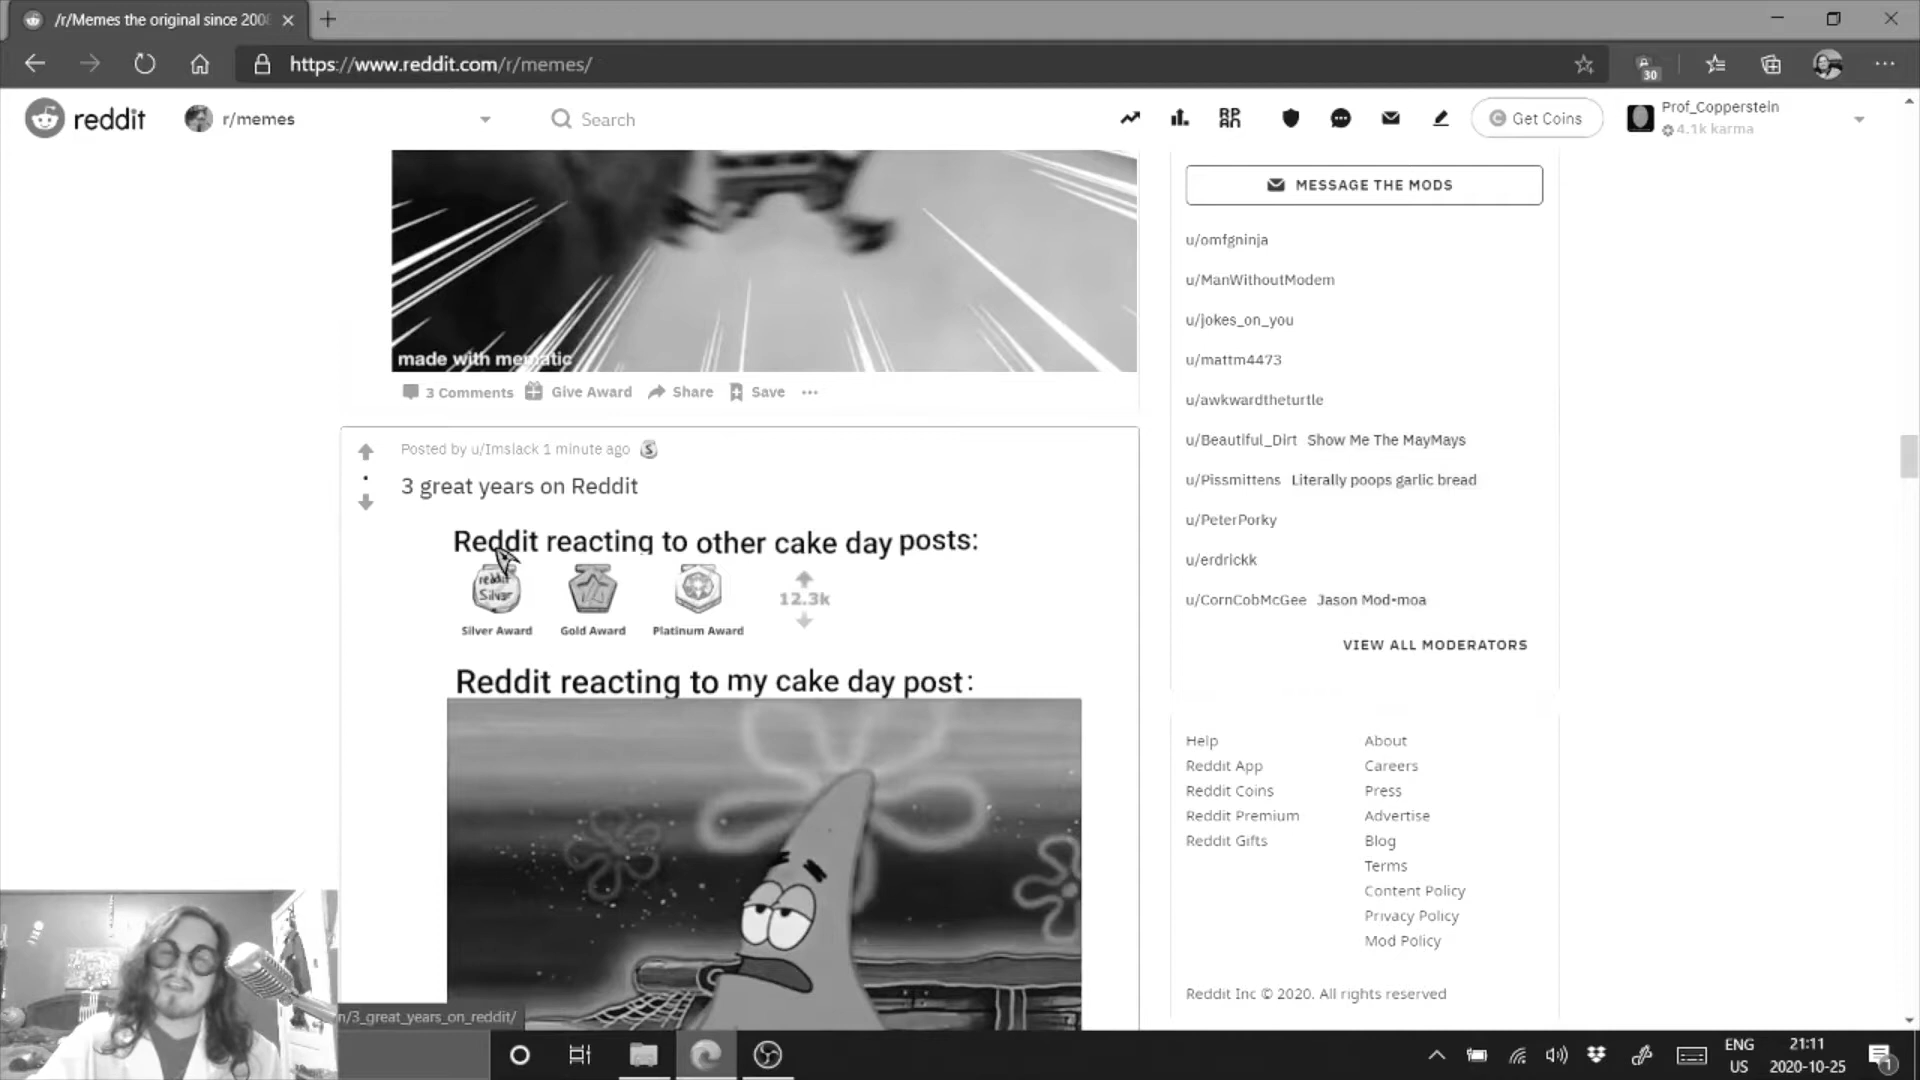 /r/Memes the original since 200
https://www.reddit.com/r/memes/
30
reddit
r/memes
Search
RPAN
Get Coins
Prof_Copperstein
4.1k karma
made with mematic
3 Comments Give Award Share Save
Posted by u/Imslack 1 minute ago
3 great years on Reddit
Reddit reacting to other cake day posts:
reddit
Silver
12.3k
Silver Award Gold Award Platinum Award
Reddit reacting to my cake day post:
MESSAGE THE MODS
u/omfgninja
u/ManWithoutModem
u/jokes_on_you
u/mattm4473
u/awkwardtheturtle
u/Beautiful_Dirt Show Me The MayMays
u/Pissmittens Literally poops garlic bread
u/PeterPorky
u/erdrickk
u/CornCobMcGee Jason Mod•moa
VIEW ALL MODERATORS
Help About
Reddit App Careers
Reddit Coins Press
Reddit Premium Advertise
Reddit Gifts Blog
Terms
Content Policy
Privacy Policy
Mod Policy
Reddit Inc © 2020. All rights reserved
n/3_great_years_on_reddit/
ENG
US
21:11
2020-10-25
1